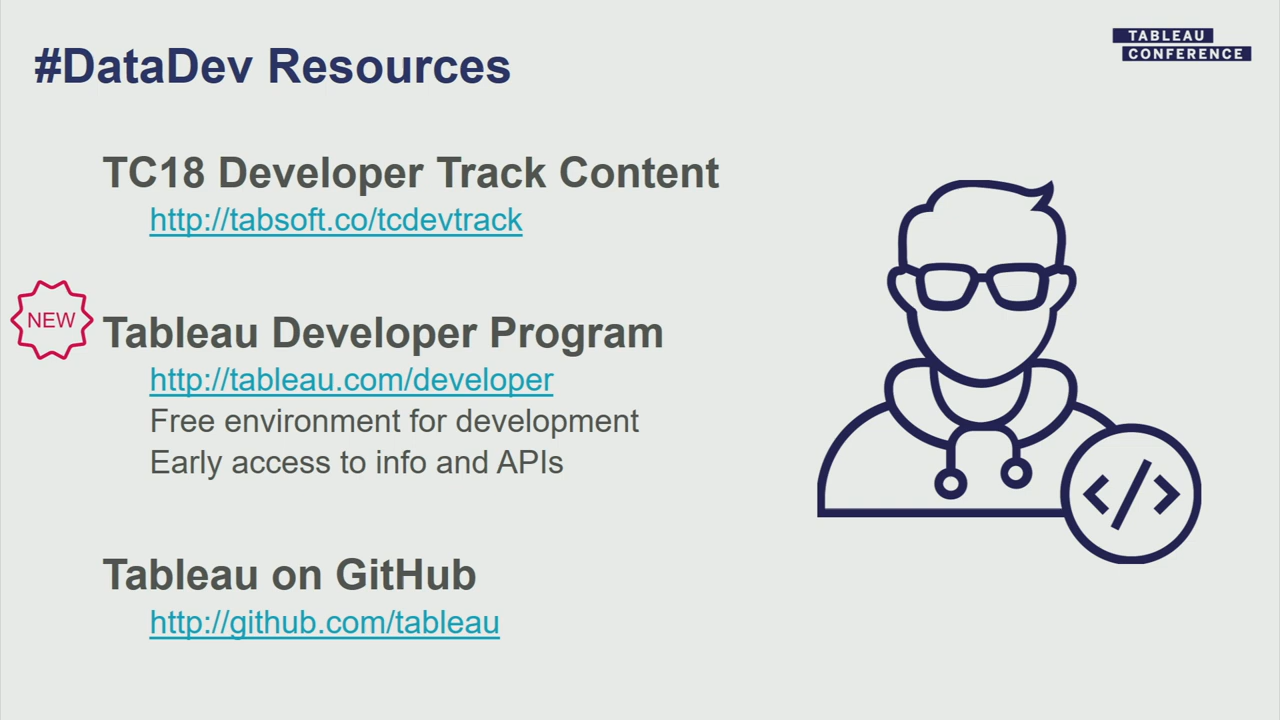 #DataDev Resources
TABLEAU
CONFERENCE
TC18 Developer Track Content
http://tabsoft.co/tcdevtrack
NEW
Tableau Developer Program
http://tableau.com/developer
Free environment for development
Early access to info and APIs
</>
Tableau on GitHub
http://github.com/tableau